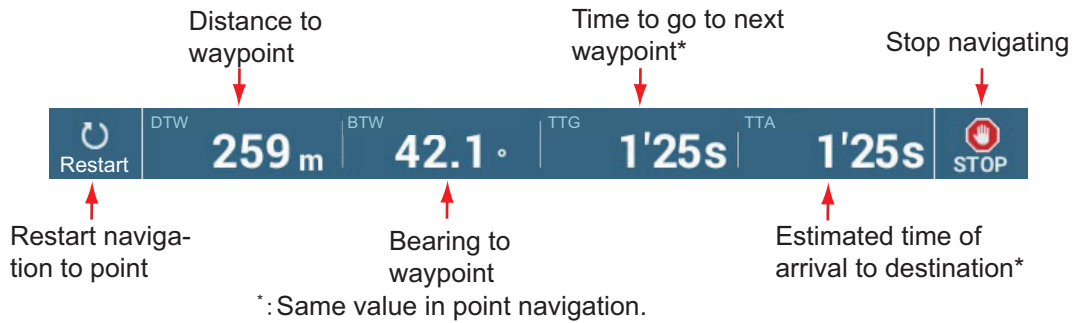 Distance to
waypoint
Time to go to next
waypoint*
Stop navigating
Restart
DTW
259 m
BTW
42.1 °
TTG
1'25s
TTA
1'25s
STOP
Restart naviga-
tion to point
Bearing to
waypoint
Estimated time of
arrival to destination*
*: Same value in point navigation.